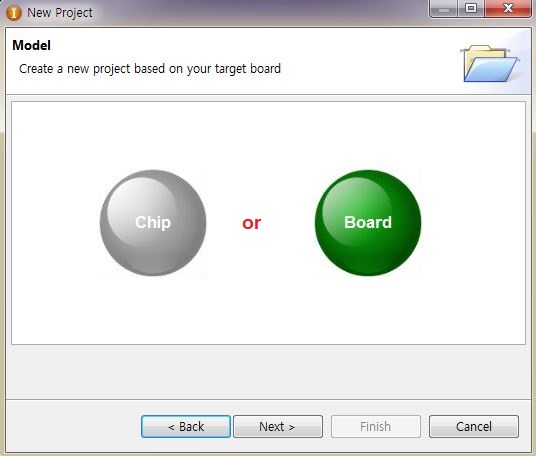 New Project
Model
Create a new project based on your target board
Chip or Board
< Back Next > Finish Cancel